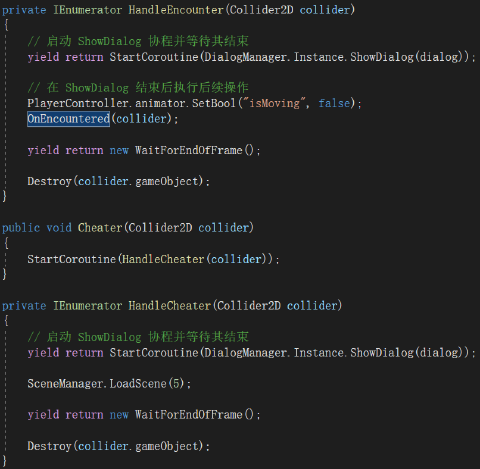 private IEnumerator HandleEncounter(Collider2D collider)
{
// 启动 ShowDialog 协程并等待其结束
yield return StartCoroutine(DialogManager.Instance.ShowDialog(dialog));
// 在 ShowDialog 结束后执行后续操作
PlayerController.animator.SetBool("isMoving", false);
OnEncountered(collider);
yield return new WaitForEndOfFrame();
Destroy(collider.gameObject);
}
public void Cheater(Collider2D collider)
{
StartCoroutine(HandleCheater(collider));
}
private IEnumerator HandleCheater(Collider2D collider)
{
// 启动 ShowDialog 协程并等待其结束
yield return StartCoroutine(DialogManager.Instance.ShowDialog(dialog));
SceneManager.LoadScene(5);
yield return new WaitForEndOfFrame();
Destroy(collider.gameObject);
}